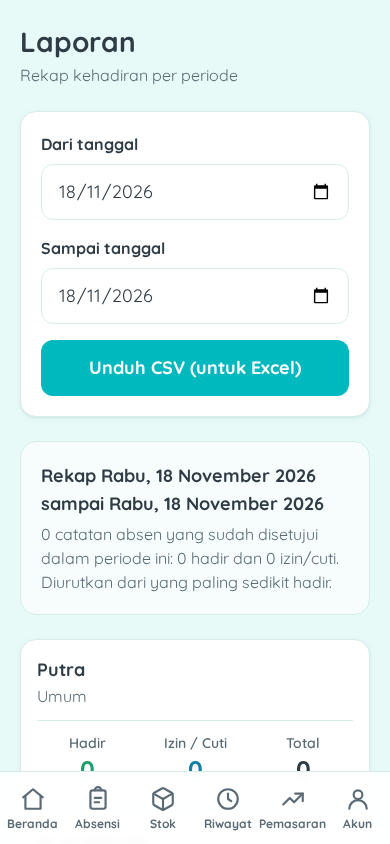 Laporan
Rekap kehadiran per periode
Dari tanggal
18/11/2026
Sampai tanggal
18/11/2026
Unduh CSV (untuk Excel)
Rekap Rabu, 18 November 2026
sampai Rabu, 18 November 2026
0 catatan absen yang sudah disetujui
dalam periode ini: 0 hadir dan 0 izin/cuti.
Diurutkan dari yang paling sedikit hadir.
Putra
Umum
Hadir Izin / Cuti Total
0 0 0
Beranda Absensi Stok Riwayat Pemasaran Akun